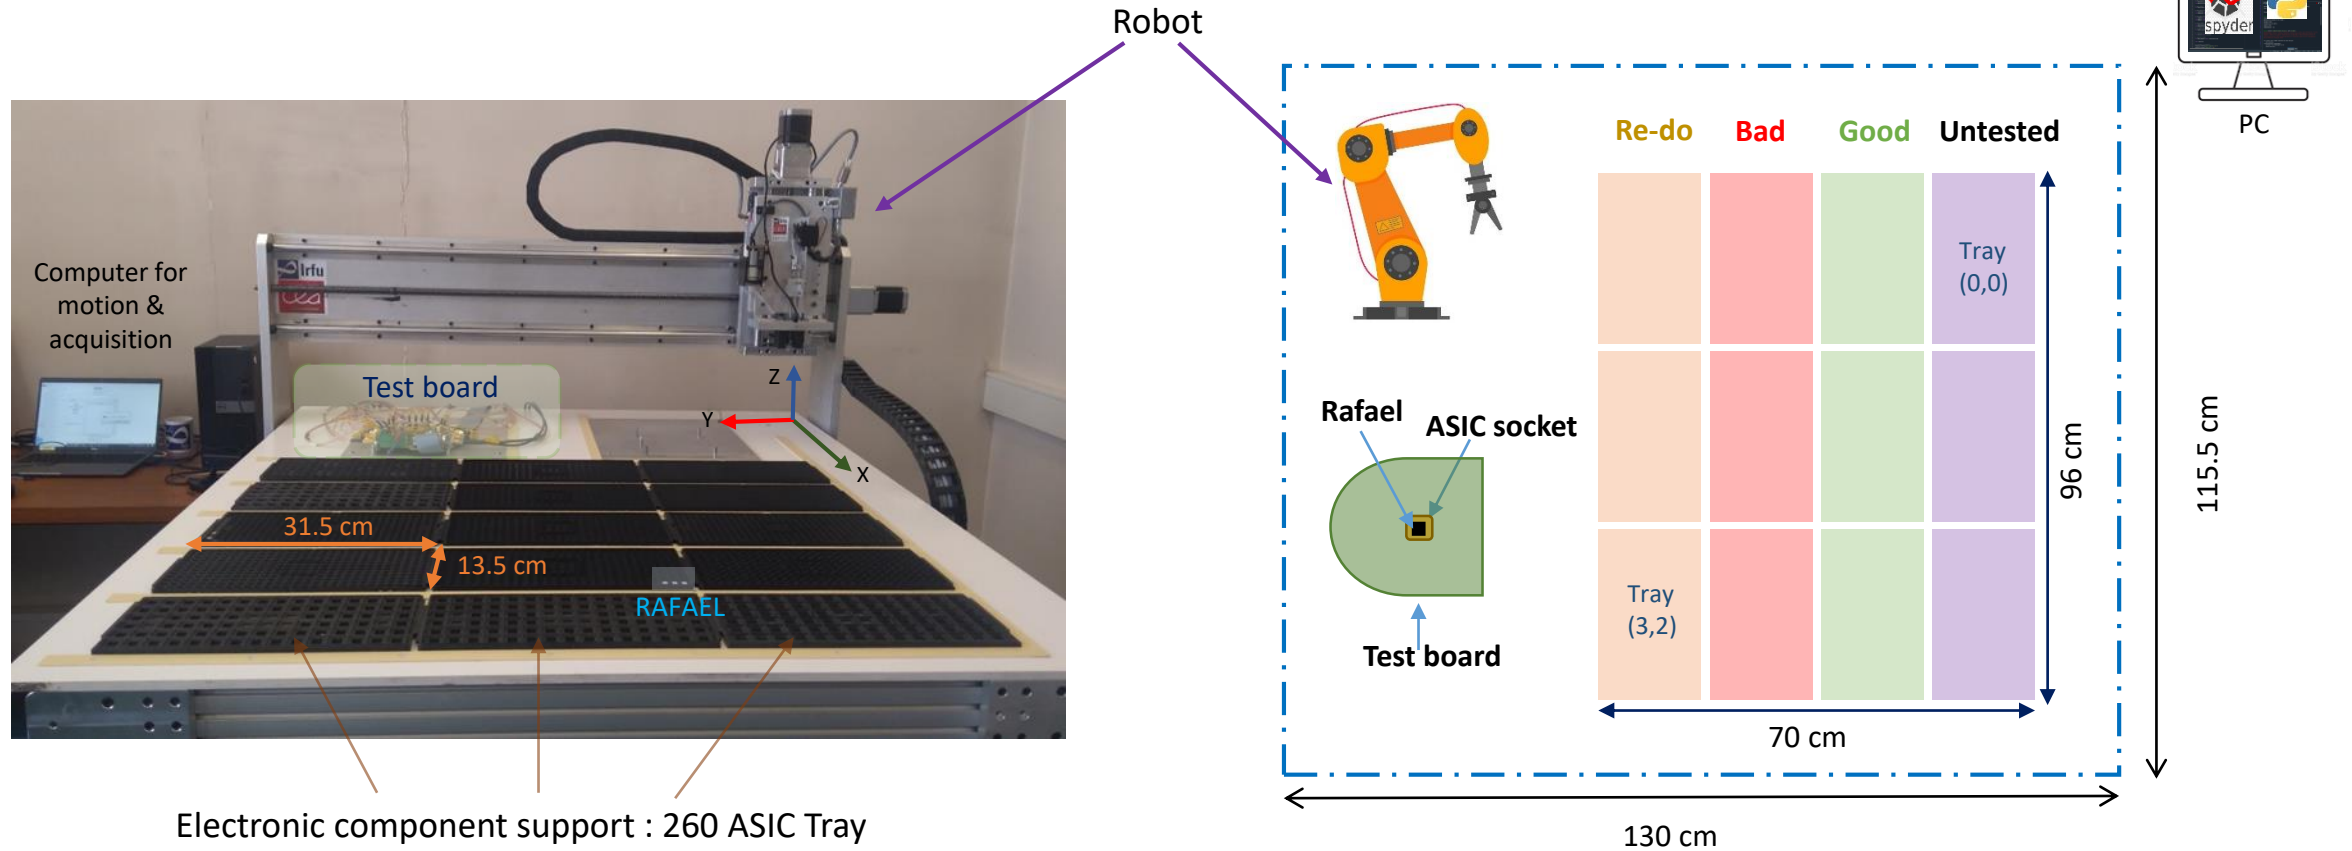 Robot
spyder
PC
Irfu
cea
Computer for
motion &
acquisition
Test board
Z
Y
X
31.5 cm
13.5 cm
RAFAEL
Electronic component support : 260 ASIC Tray
Re-do
Bad
Good
Untested
Tray
(0,0)
Rafael
ASIC socket
Tray
(3,2)
Test board
96 cm
115.5 cm
70 cm
130 cm